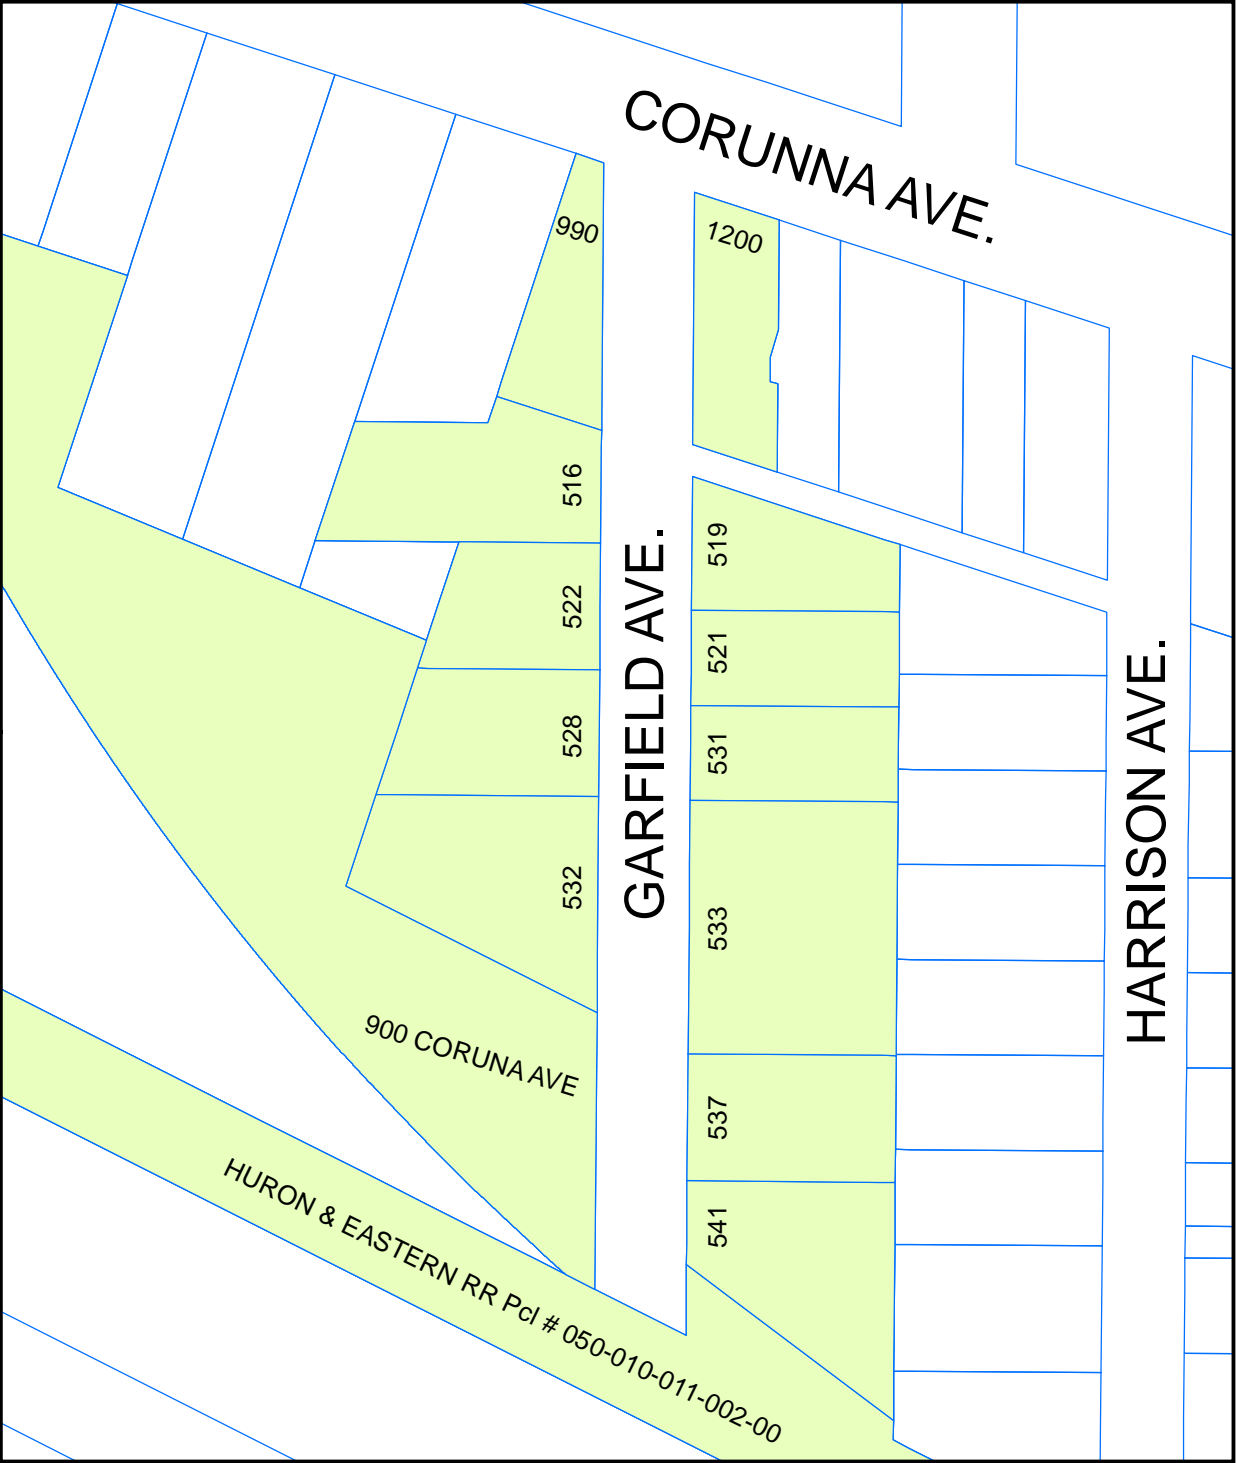 CORUNNA AVE.
990
1200
516
519
522
521
528
531
GARFIELD AVE.
HARRISON AVE.
532
533
900 CORUNA AVE
537
541
HURON & EASTERN RR Pcl # 050-010-011-002-00